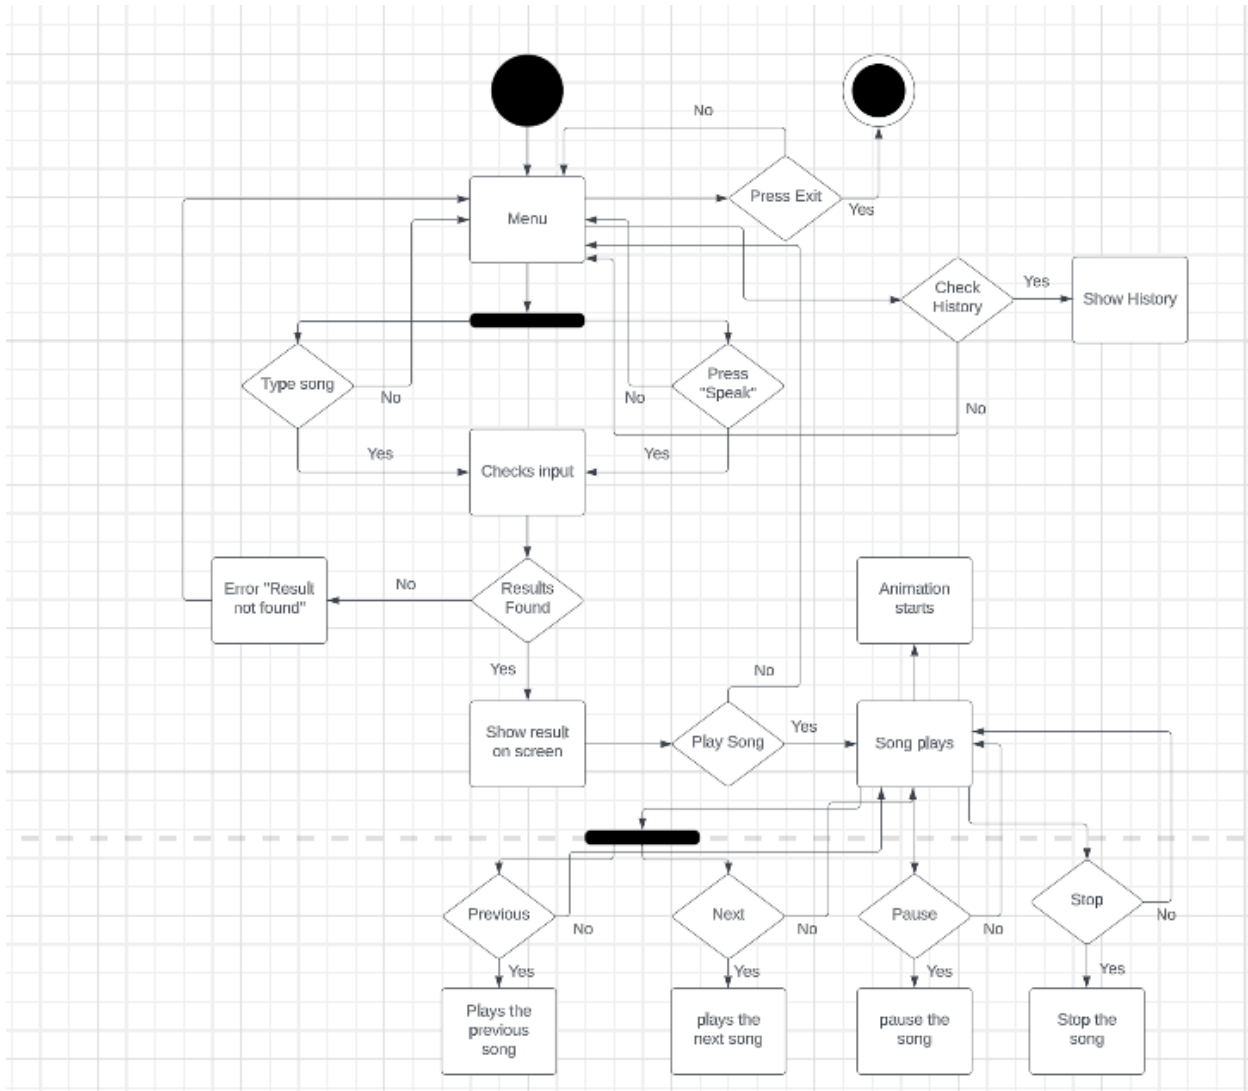 No
Press Exit
Yes
Menu
Check
History
Yes
Show History
Type song
No
Press
"Speak"
No
No
Yes
Checks input
Yes
Error "Result
not found"
No
Results
Found
Animation
starts
Yes
No
Show result
on screen
Play Song
Yes
Song plays
Previous
No
Next
No
Pause
No
Stop
No
Yes
Yes
Yes
Yes
Plays the
previous
song
plays the
next song
pause the
song
Stop the
song